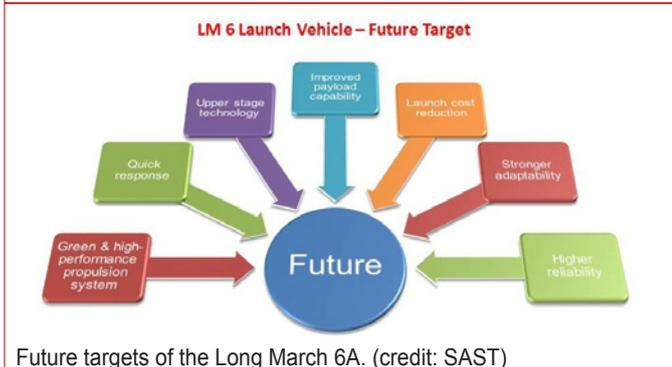 LM 6 Launch Vehicle – Future Target
Improved
payload
capability
Upper stage
technology
Launch cost
reduction
Quick
response
Stronger
adaptability
Green & high-
performance
propulsion
system
Future
Higher
reliability
Future targets of the Long March 6A. (credit: SAST)